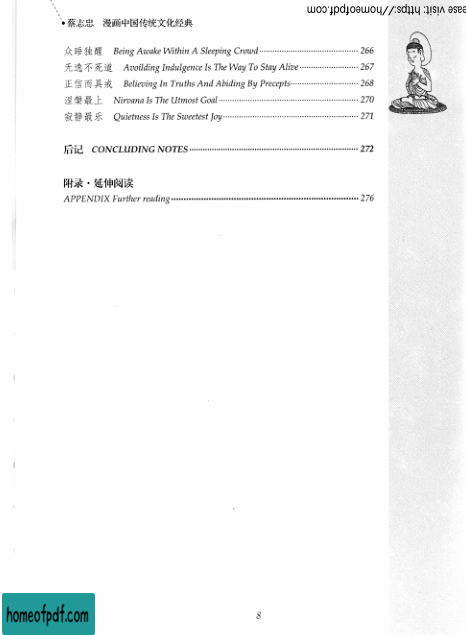 ease visit: https://homeofpdf.com
蔡志忠 漫画中国传统文化经典
众睡独醒 Being Awake Within A Sleeping Crowd 266
无逸不死道 Avoilding Indulgence Is The Way To Stay Alive 267
正信而具戒 Believing In Truths And Abiding By Precepts 268
涅槃最上 Nirvana Is The Utmost Goal 270
寂静最乐 Quietness Is The Sweetest Joy 271
后记 CONCLUDING NOTES 272
附录·延伸阅读
APPENDIX Further reading 276
8
homeofpdf.com